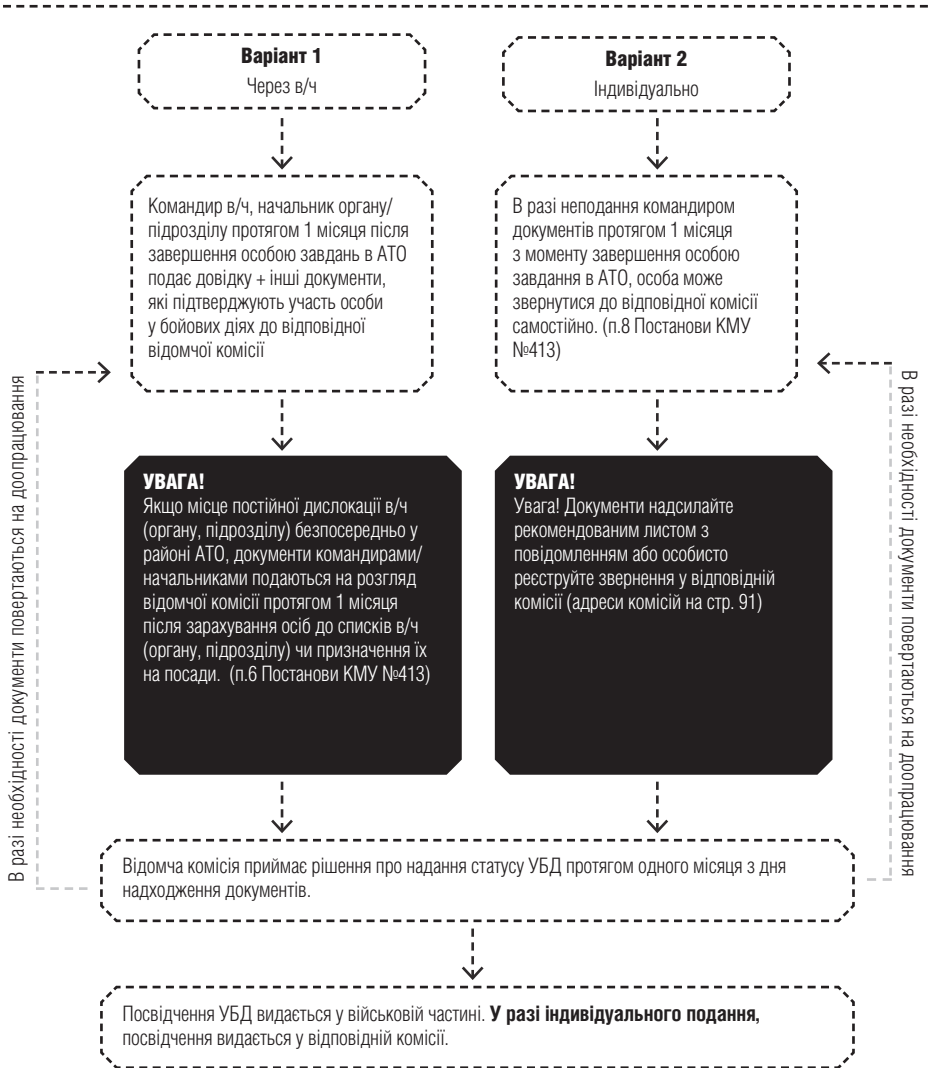 Варіант 1
Через в/ч
Варіант 2
Індивідуально
Командир в/ч, начальник органу/
підрозділу протягом 1 місяця після
завершення особою завдань в АТО
подає довідку + інші документи,
які підтверджують участь особи
у бойових діях до відповідної
відомчої комісії
В разі неподання командиром
документів протягом 1 місяця
з моменту завершення особою
завдання в АТО, особа може
звернутися до відповідної комісії
самостійно. (п.8 Постанови КМУ
№413)
УВАГА!
Якщо місце постійної дислокації в/ч
(органу, підрозділу) безпосередньо у
районі АТО, документи командирами/
начальниками подаються на розгляд
відомчої комісії протягом 1 місяця
після зарахування осіб до списків в/ч
(органу, підрозділу) чи призначення їх
на посади. (п.6 Постанови КМУ №413)
УВАГА!
Увага! Документи надсилайте
рекомендованим листом з
повідомленням або особисто
реєструйте звернення у відповідній
комісії (адреси комісій на стр. 91)
В разі необхідності документи повертаються на доопрацювання
В разі необхідності документи повертаються на доопрацювання
Відомча комісія приймає рішення про надання статусу УБД протягом одного місяця з дня
надходження документів.
Посвідчення УБД видається у військовій частині. У разі індивідуального подання,
посвідчення видається у відповідній комісії.